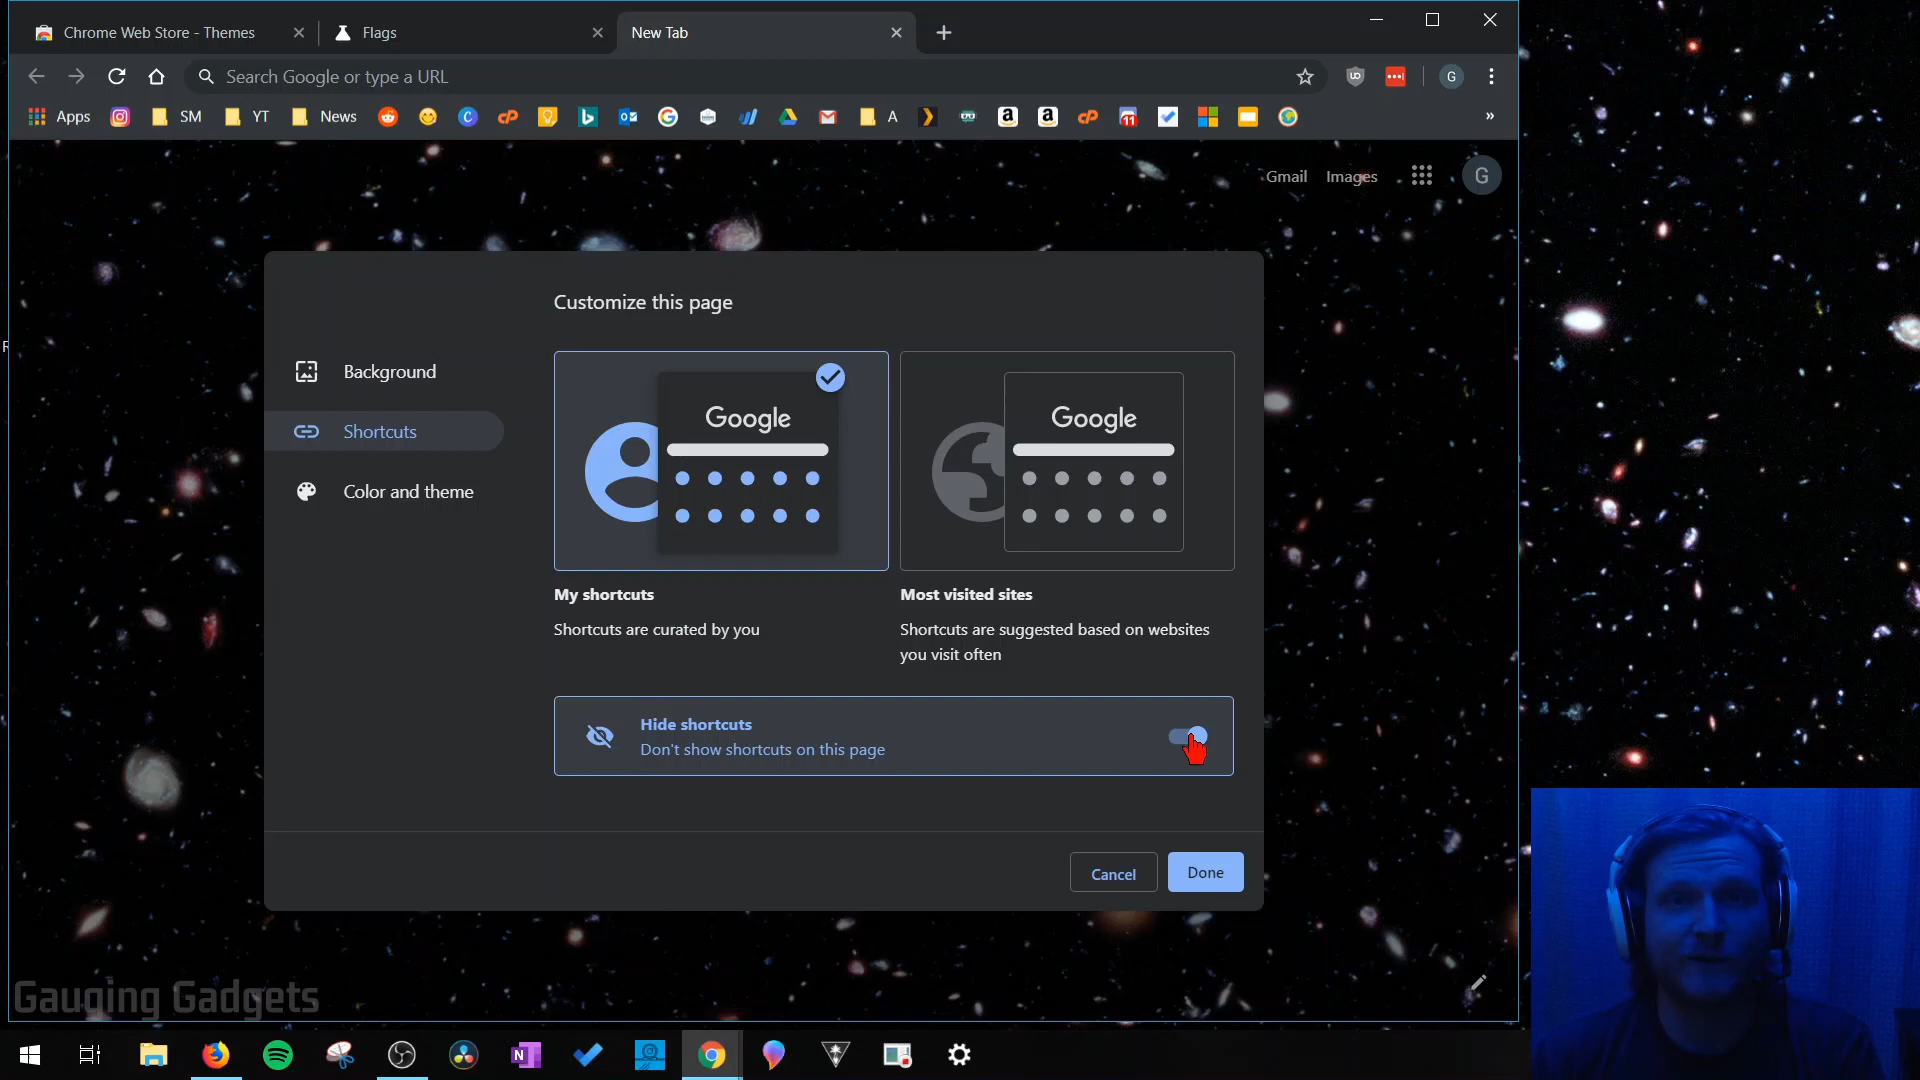 Chrome Web Store - Themes
Flags
New Tab
Search Google or type a URL
G
Apps
SM
YT
News
A
11
Gmail
Images
G
Customize this page
Background
Shortcuts
Color and theme
Google
Google
My shortcuts
Shortcuts are curated by you
Most visited sites
Shortcuts are suggested based on websites
you visit often
Hide shortcuts
Don't show shortcuts on this page
Cancel
Done
Gauging Gadgets